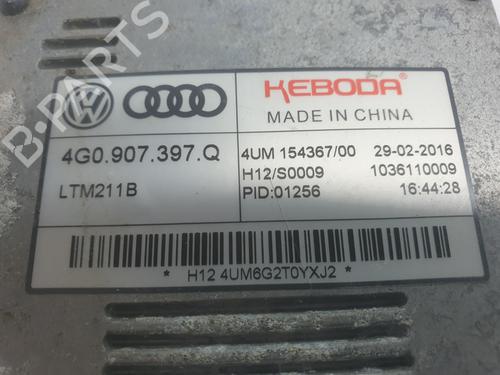 KEBODA
MADE IN CHINA
4G0.907.397.Q
LTM211B
4UM 154367/00 29-02-2016
H12/S0009 1036110009
PID:01256 16:44:28
* H12 4UM6G2T0YXJ2 *
B-PARTS